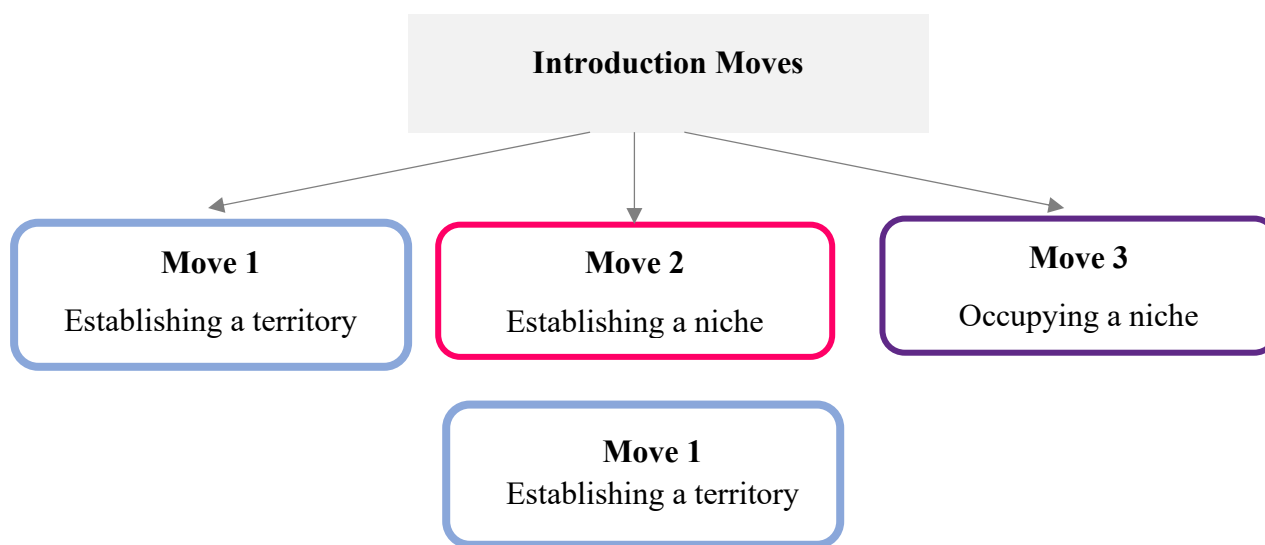 Introduction Moves
Move 1
Establishing a territory
Move 2
Establishing a niche
Move 3
Occupying a niche
Move 1
Establishing a territory